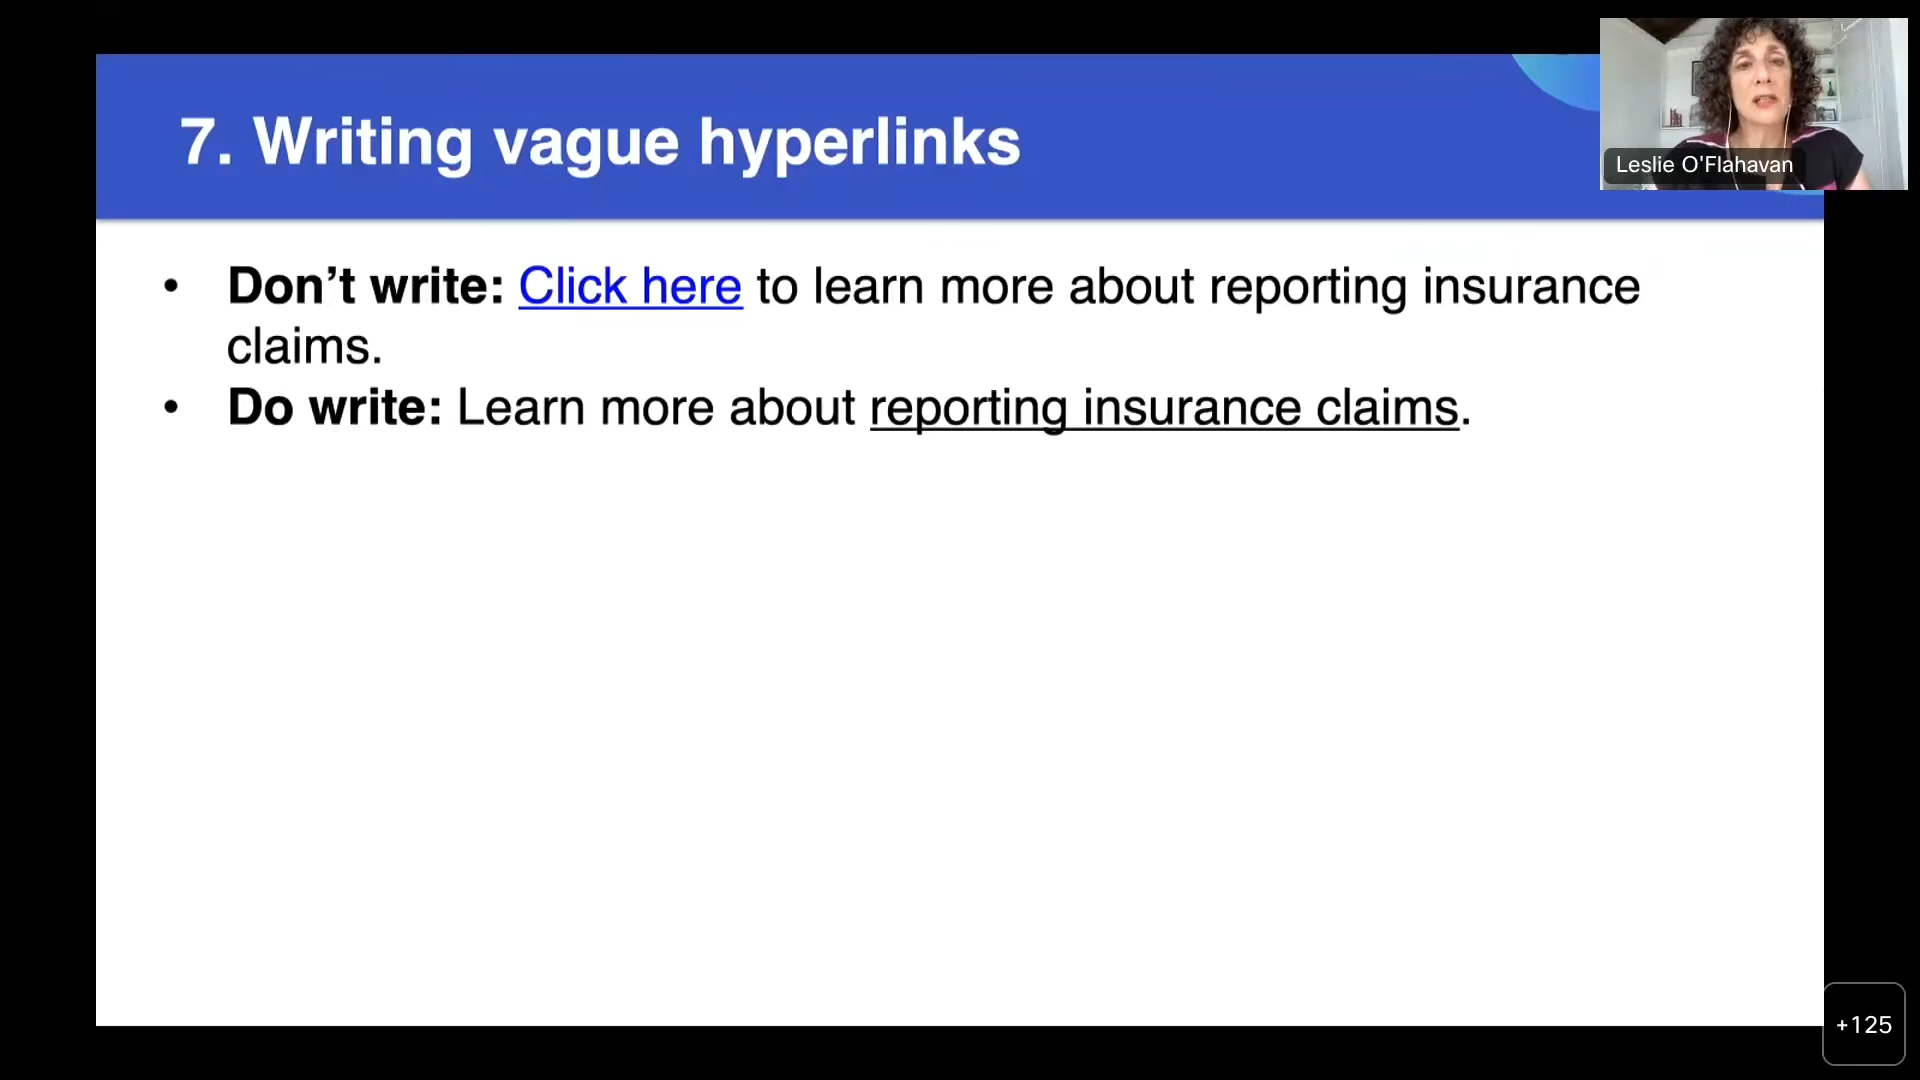 7. Writing vague hyperlinks
Leslie O'Flahavan
• Don’t write: Click here to learn more about reporting insurance
claims.
• Do write: Learn more about reporting insurance claims.
+125